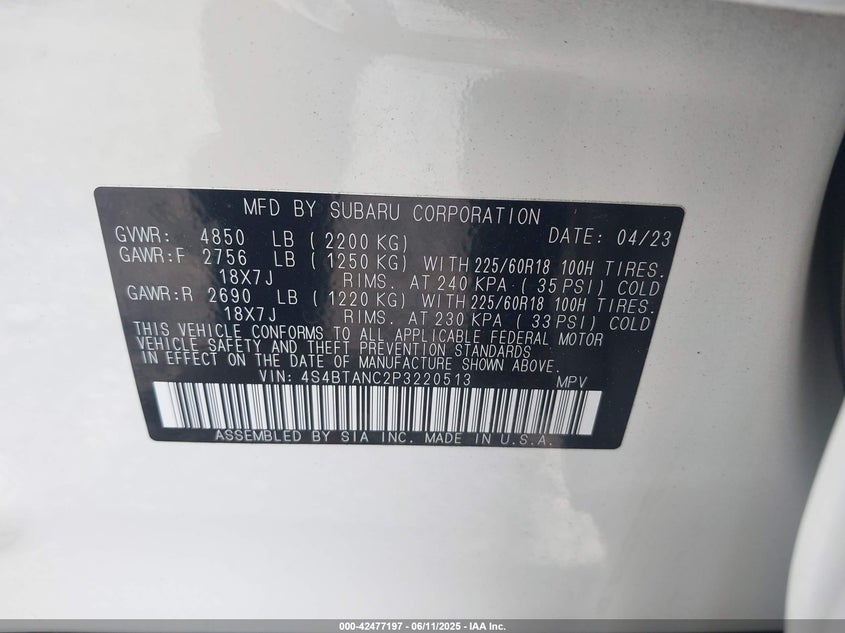 MFD BY SUBARU CORPORATION
GVWR: 4850 LB ( 2200 KG) DATE: 04/23
GAWR:F 2756 LB ( 1250 KG) WITH 225/60R18 100H TIRES.
18X7J RIMS. AT 240 KPA ( 35 PSI) COLD
GAWR:R 2690 LB ( 1220 KG) WITH 225/60R18 100H TIRES.
18X7J RIMS. AT 230 KPA ( 33 PSI) COLD
THIS VEHICLE CONFORMS TO ALL APPLICABLE FEDERAL MOTOR
VEHICLE SAFETY AND THEFT PREVENTION STANDARDS
IN EFFECT ON THE DATE OF MANUFACTURE SHOWN ABOVE.
VIN: 4S4BTANC2P3220513 MPV
ASSEMBLED BY SIA INC. MADE IN U.S.A.
000-42477197 - 06/11/2025 - IAA Inc.